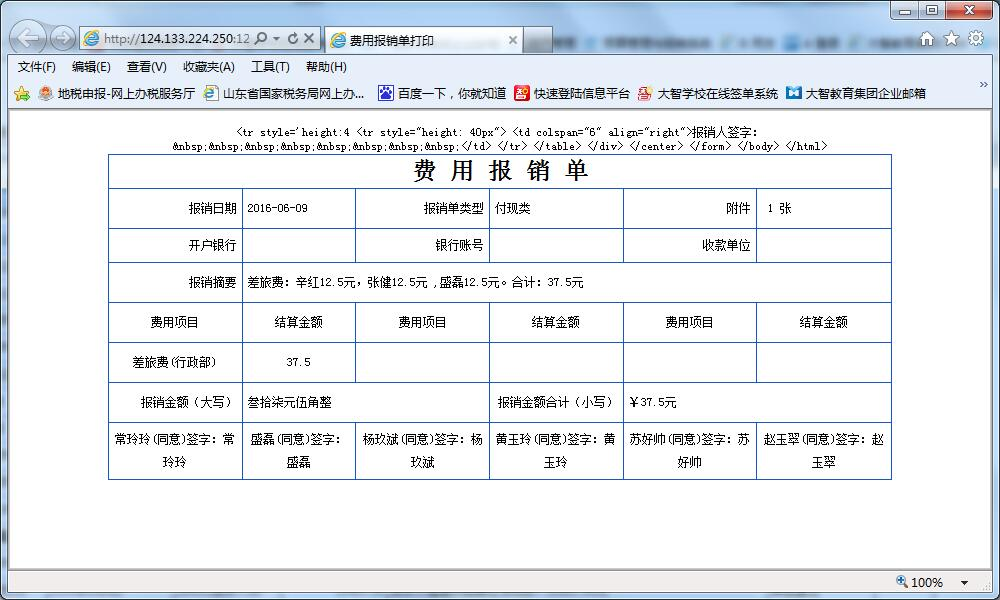 http://124.133.224.250:12
费用报销单打印
文件(F) 编辑(E) 查看(V) 收藏夹(A) 工具(T) 帮助(H)
地税申报-网上办税服务厅 山东省国家税务局网上办... 百度一下，你就知道 快速登陆信息平台 大智学校在线签单系统 大智教育集团企业邮箱 »
<tr style='height:4 <tr style="height: 40px"> <td colspan="6" align="right">报销人签字:
&nbsp;&nbsp;&nbsp;&nbsp;&nbsp;&nbsp;&nbsp;&nbsp;</td> </tr> </table> </div> </center> </form> </body> </html>
费 用 报 销 单
报销日期 2016-06-09 报销单类型 付现类 附件 1 张
开户银行 银行账号 收款单位
报销摘要 差旅费：辛红12.5元，张健12.5元 ,盛磊12.5元。合计：37.5元
费用项目 结算金额 费用项目 结算金额 费用项目 结算金额
差旅费(行政部) 37.5
报销金额（大写） 叁拾柒元伍角整 报销金额合计（小写） ￥37.5元
常玲玲(同意)签字：常 盛磊(同意)签字： 杨玖斌(同意)签字：杨 黄玉玲(同意)签字：黄 苏好帅(同意)签字：苏 赵玉翠(同意)签字：赵
玲玲 盛磊 玖斌 玉玲 好帅 玉翠
100%